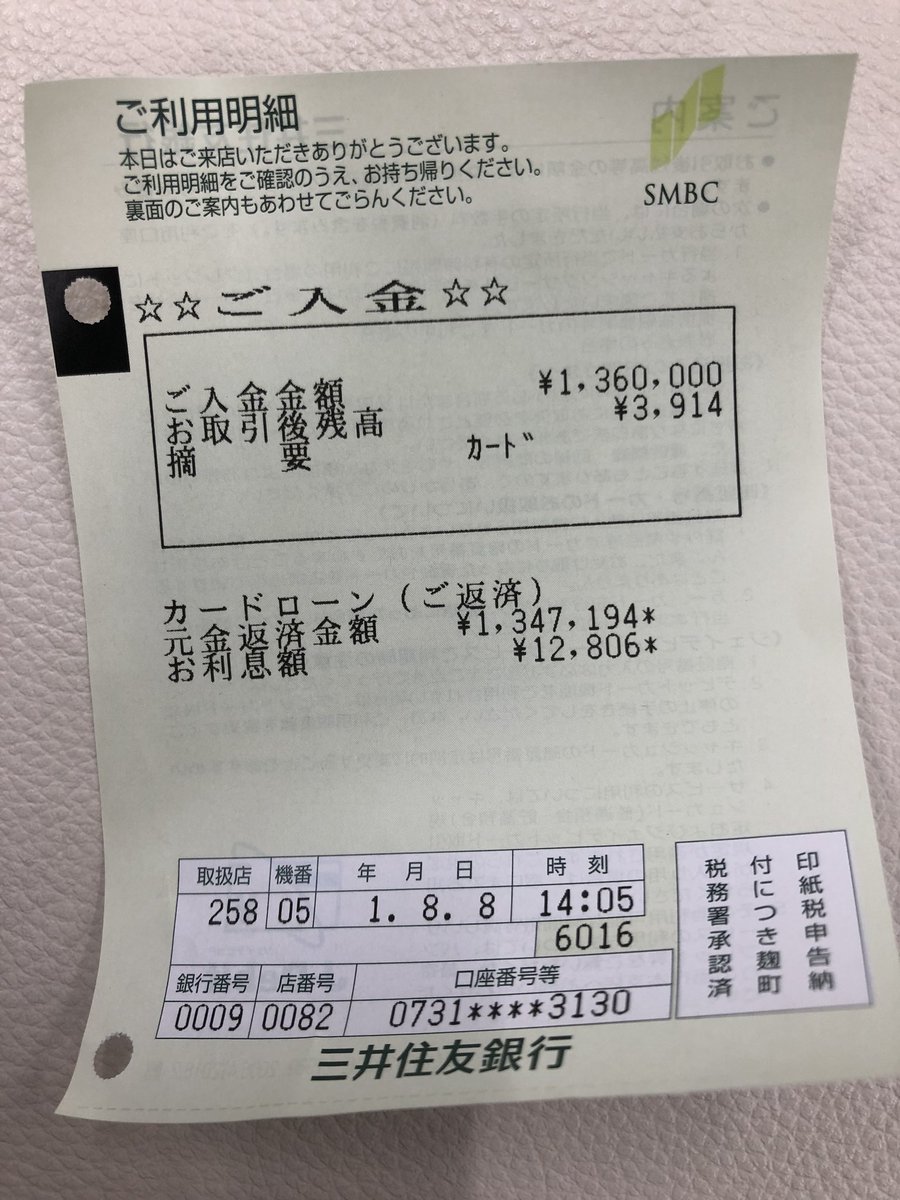 ご利用明細
本日はご来店いただきありがとうございます。
ご利用明細をご確認のうえ、お持ち帰りください。
裏面のご案内もあわせてごらんください。
SMBC
☆☆ご入金☆☆
ご入金金額 ¥1,360,000
お取引後残高 ¥3,914
摘要 カード
カードローン(ご返済)
元金返済金額 ¥1,347,194*
お利息額 ¥12,806*
取扱店 機番 年月日 時刻
258 05 1. 8. 8 14:05
6016
銀行番号 店番号 口座番号等
0009 0082 0731****3130
印紙税申告納
付につき麹町
税務署承認済
三井住友銀行